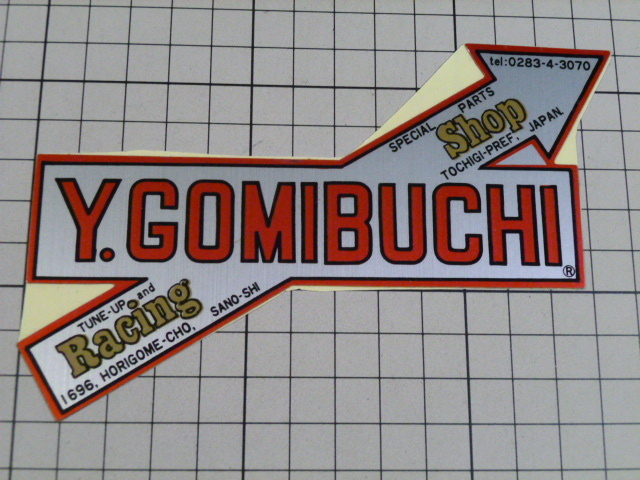 tel:0283-4-3070
SPECIAL PARTS
Shop
TOCHIGI-PREF, JAPAN.
Y.GOMIBUCHI
®
TUNE-UP and
Racing
1696, HORIGOME-CHO, SANO-SHI